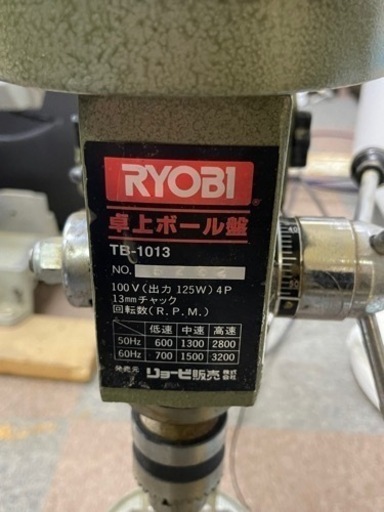 RYOBI
卓上ボール盤
TB-1013
NO.
100V(出力 125W) 4P
13mmチャック
回転数(R.P.M.)
低速 中速 高速
50Hz 600 1300 2800
60Hz 700 1500 3200
発売元 リョービ販売株式会社
40
30